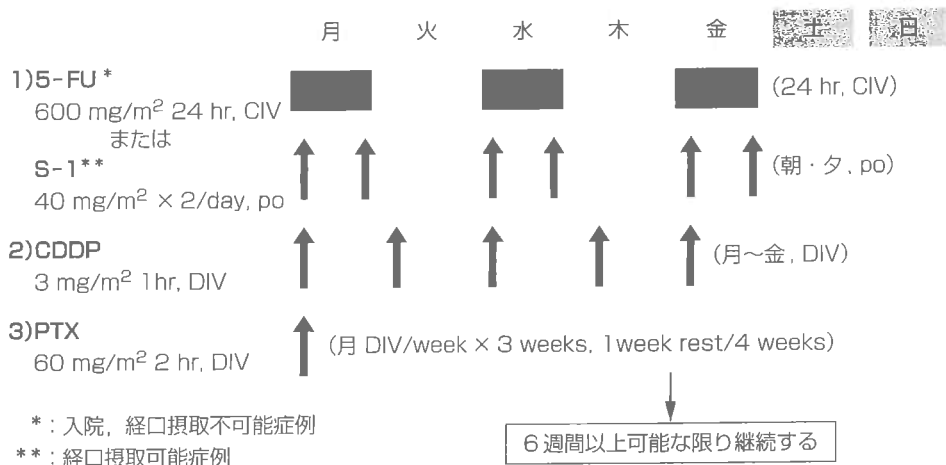 月 火 水 木 金 土 日
1)5-FU*
600 mg/m² 24 hr, CIV
(24 hr, CIV)
または
S-1**
40 mg/m² × 2/day, po
(朝・夕, po)
2)CDDP
3 mg/m² 1hr, DIV
(月〜金, DIV)
3)PTX
60 mg/m² 2 hr, DIV
(月 DIV/week × 3 weeks, 1week rest/4 weeks)
*：入院，経口摂取不可能症例
**：経口摂取可能症例
6週間以上可能な限り継続する